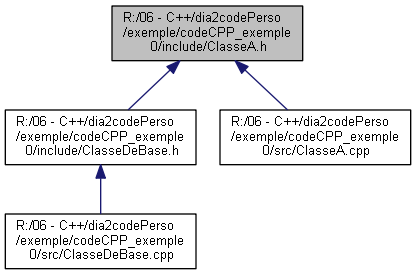 R:/06 - C++/dia2codePerso
/exemple/codeCPP_exemple
0/include/ClasseA.h
R:/06 - C++/dia2codePerso
/exemple/codeCPP_exemple
0/include/ClasseDeBase.h
R:/06 - C++/dia2codePerso
/exemple/codeCPP_exemple
0/src/ClasseA.cpp
R:/06 - C++/dia2codePerso
/exemple/codeCPP_exemple
0/src/ClasseDeBase.cpp